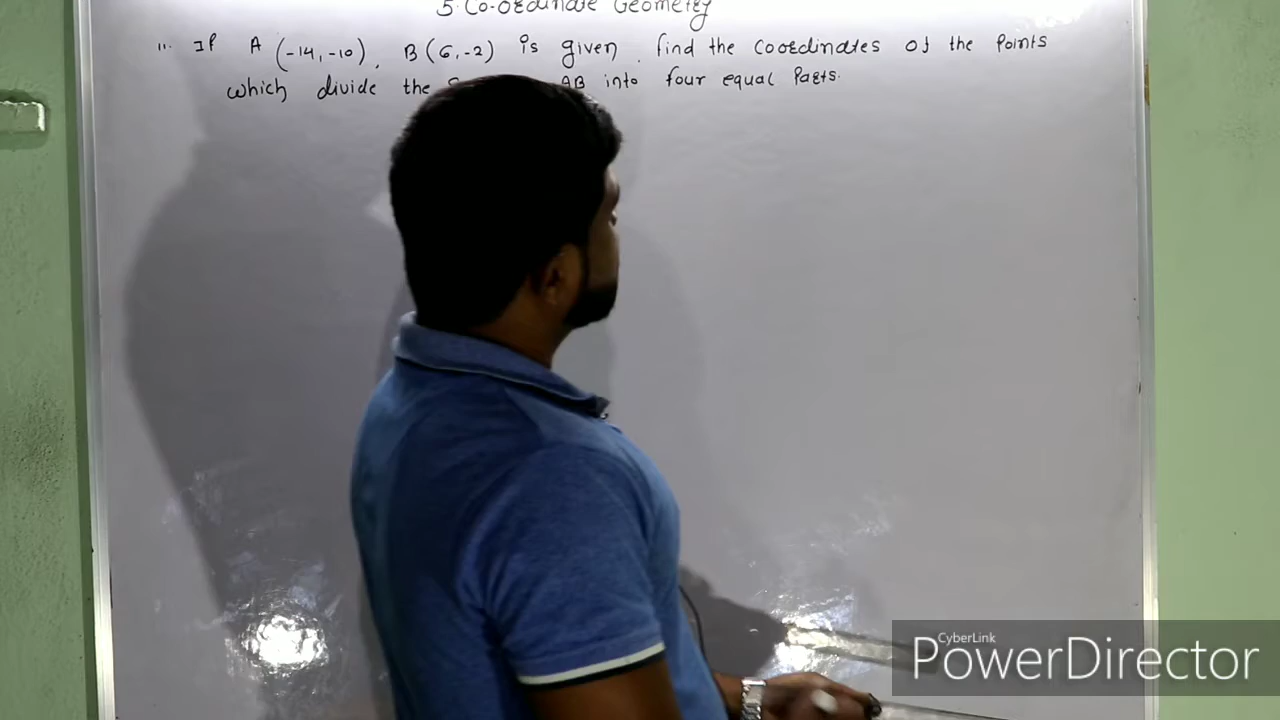 5. Co-ordinate Geometry
11. If A (-14,-10), B (6,-2) is given. find the coordinates of the Points
which divide the AB into four equal Parts.
CyberLink
PowerDirector